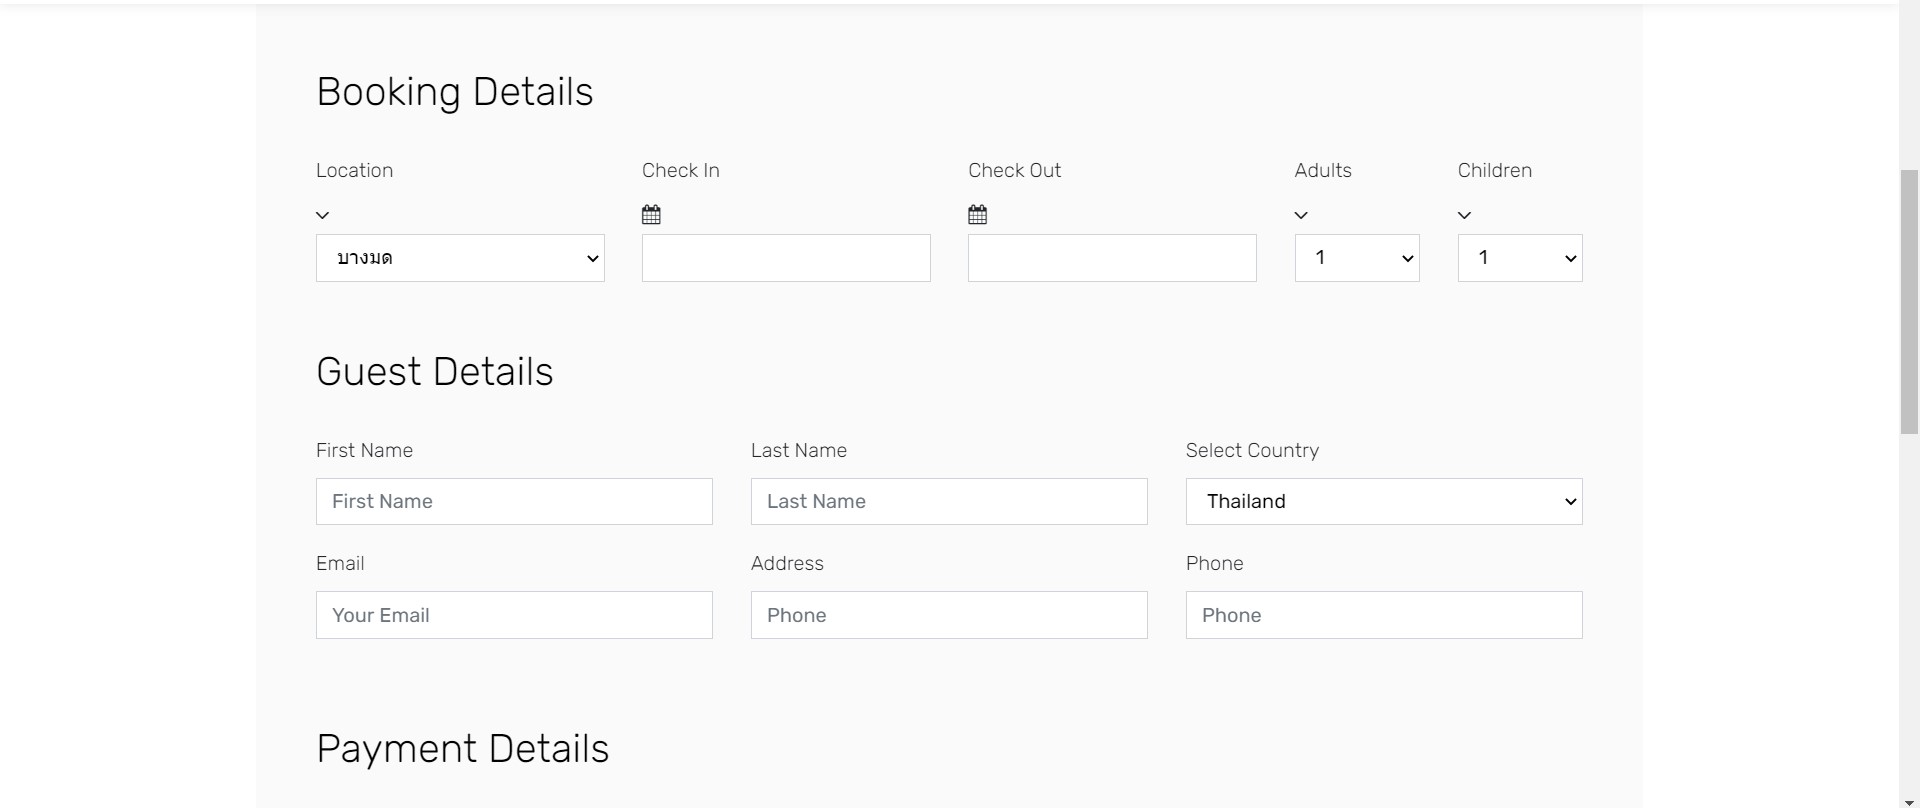 Booking Details
Location Check In Check Out Adults Children
บางมด 1 1
Guest Details
First Name Last Name Select Country
First Name Last Name Thailand
Email Address Phone
Your Email Phone Phone
Payment Details